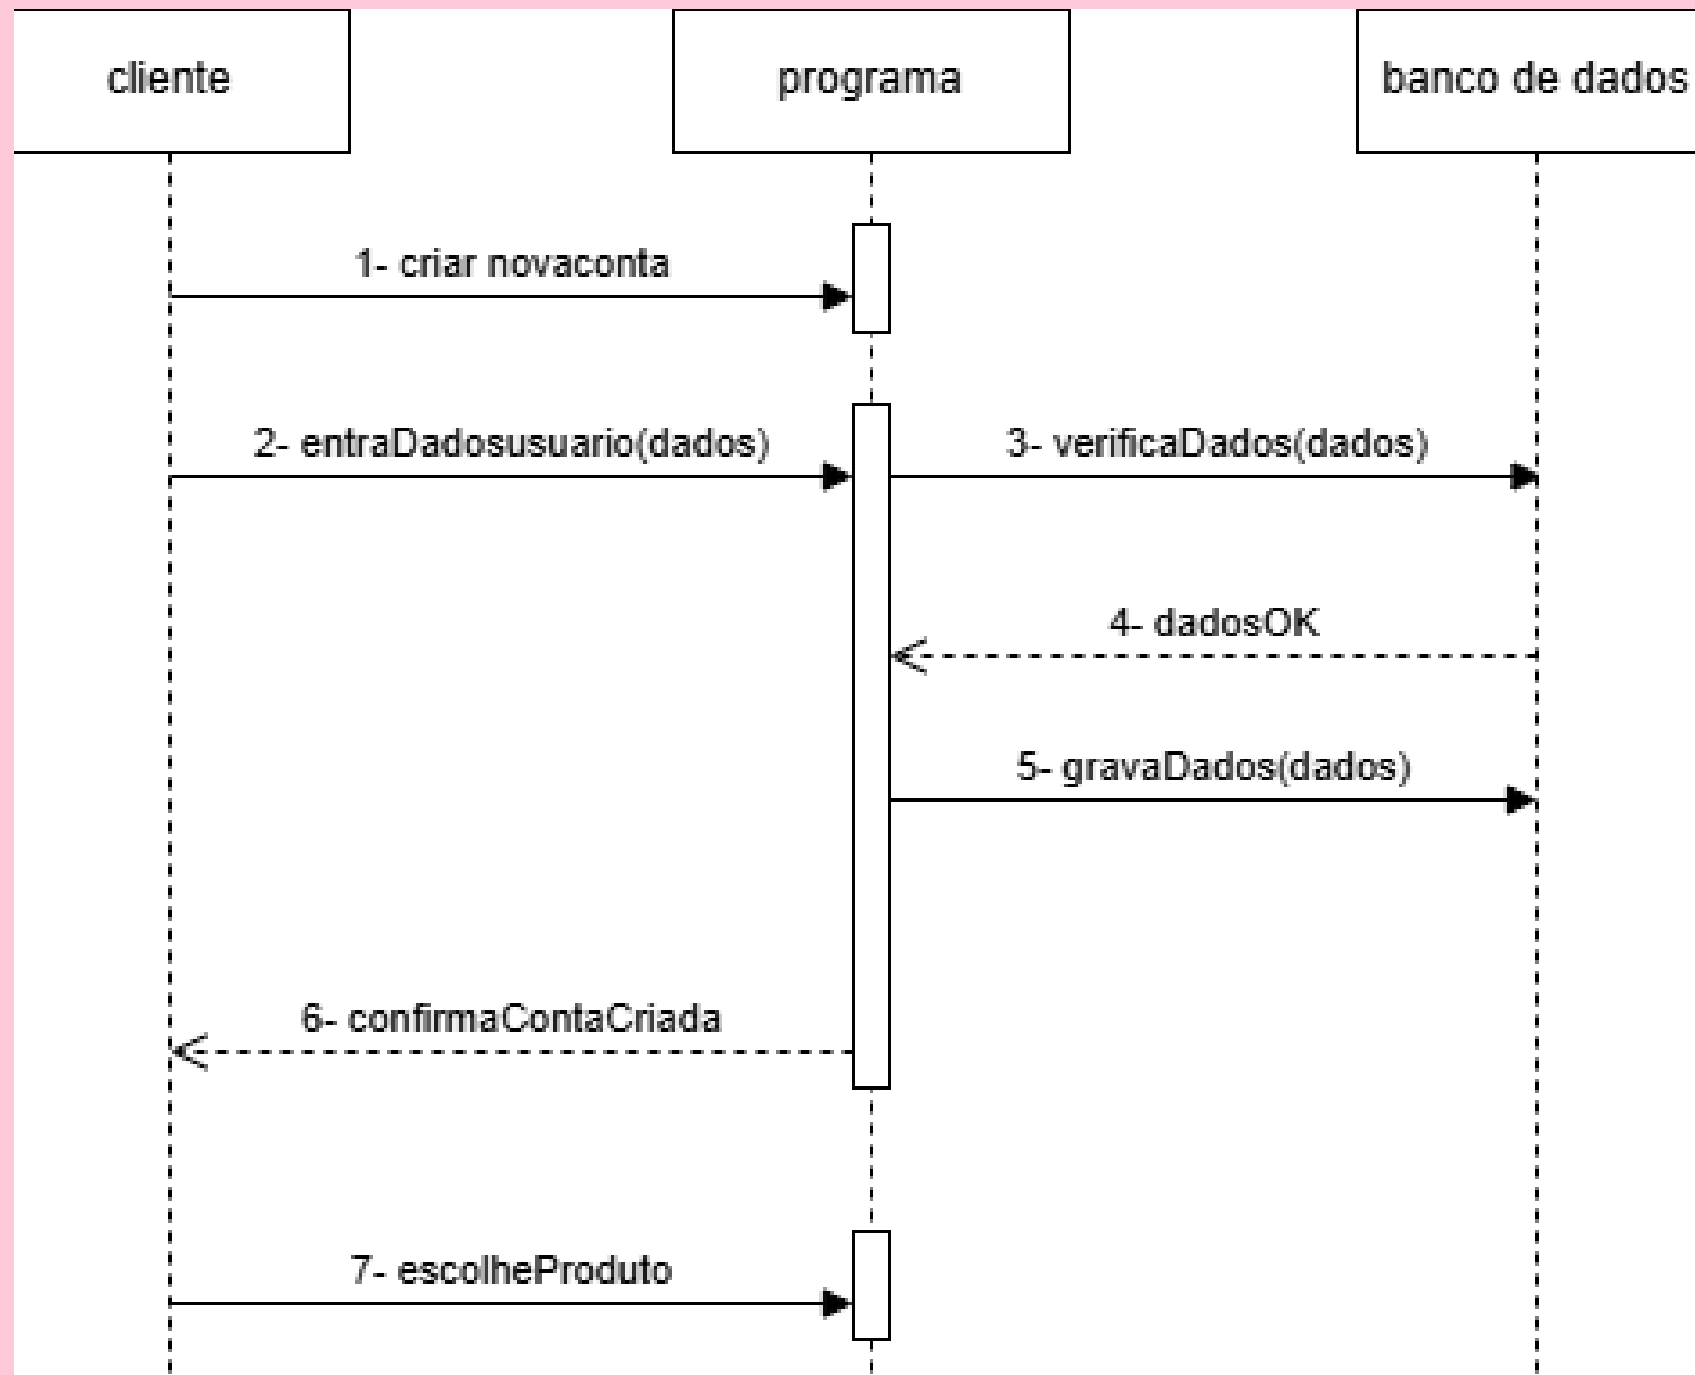 cliente
programa
banco de dados
1- criar novaconta
2- entraDadosusuario(dados)
3- verificaDados(dados)
4- dadosOK
5- gravaDados(dados)
6- confirmaContaCriada
7- escolheProduto